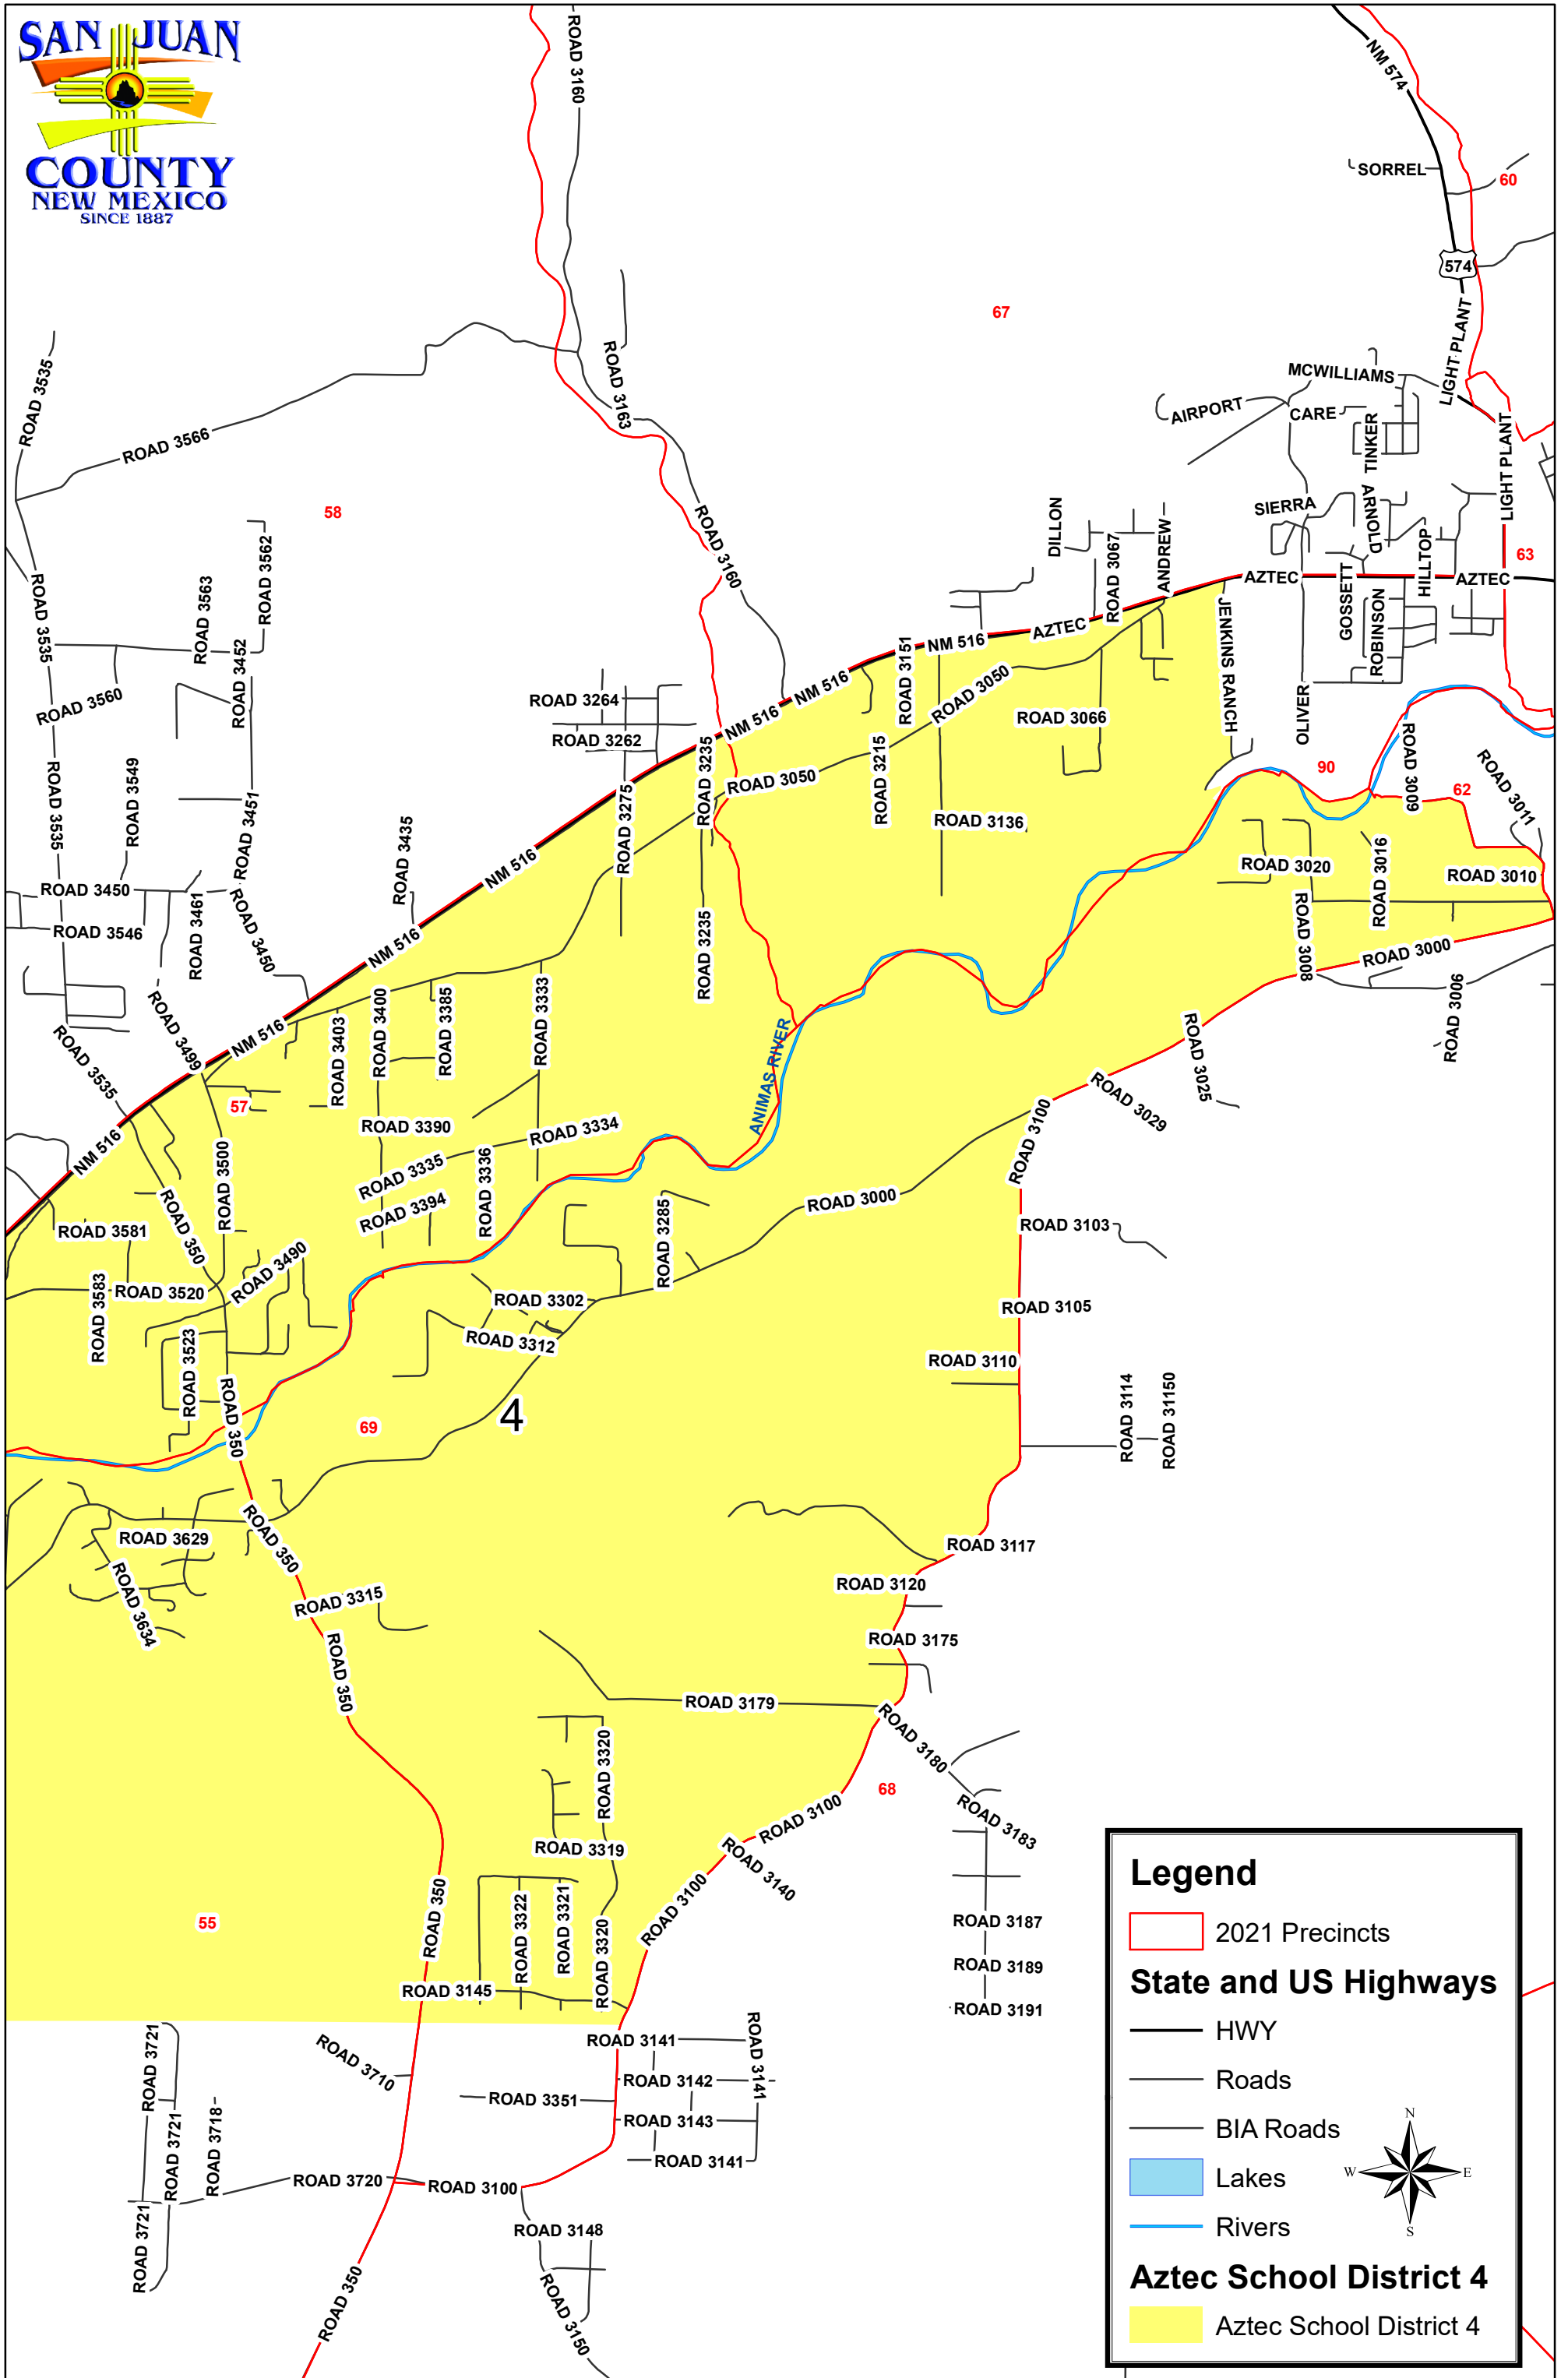 SAN JUAN
COUNTY
NEW MEXICO
SINCE 1887
ROAD 3160
NM 574
SORREL
60
574
LIGHT PLANT
67
ROAD 3535
ROAD 3163
MCWILLIAMS
AIRPORT
CARE
TINKER
LIGHT PLANT
ROAD 3566
58
ROAD 3160
DILLON
ANDREW
SIERRA
ARNOLD
HILLTOP
63
ROAD 3562
ROAD 3535
ROAD 3563
ROAD 3452
ROAD 3067
AZTEC
AZTEC
GOSSETT
ROBINSON
JENKINS RANCH
OLIVER
AZTEC
NM 516
ROAD 3151
NM 516
NM 516
ROAD 3050
ROAD 3066
ROAD 3560
ROAD 3264
ROAD 3262
ROAD 3235
ROAD 3050
ROAD 3215
ROAD 3136
ROAD 3009
90
62
ROAD 3011
ROAD 3535
ROAD 3549
ROAD 3451
ROAD 3435
ROAD 3275
NM 516
ROAD 3020
ROAD 3016
ROAD 3010
ROAD 3450
ROAD 3546
ROAD 3461
ROAD 3450
NM 516
ROAD 3235
ROAD 3008
ROAD 3000
ROAD 3006
ROAD 3499
NM 516
ROAD 3535
ROAD 3403
ROAD 3400
ROAD 3385
ROAD 3333
ANIMAS RIVER
ROAD 3025
ROAD 3029
ROAD 3100
57
NM 516
ROAD 3390
ROAD 3334
ROAD 3335
ROAD 3336
ROAD 3394
ROAD 3500
ROAD 350
ROAD 3581
ROAD 3583
ROAD 3520
ROAD 3490
ROAD 3285
ROAD 3000
ROAD 3103
ROAD 3302
ROAD 3312
ROAD 3105
ROAD 3523
ROAD 350
ROAD 3110
ROAD 3114
ROAD 31150
69
4
ROAD 3629
ROAD 350
ROAD 3634
ROAD 3315
ROAD 350
ROAD 3117
ROAD 3120
ROAD 3175
ROAD 3179
ROAD 3180
ROAD 3320
68
ROAD 3100
ROAD 3183
ROAD 3319
ROAD 3140
ROAD 3100
ROAD 350
ROAD 3322
ROAD 3321
ROAD 3320
55
ROAD 3145
ROAD 3187
ROAD 3189
ROAD 3191
ROAD 3141
ROAD 3141
ROAD 3142
ROAD 3143
ROAD 3141
ROAD 3351
ROAD 3710
ROAD 3721
ROAD 3721
ROAD 3718
ROAD 3721
ROAD 3720
ROAD 3100
ROAD 3148
ROAD 3150
ROAD 350
Legend
2021 Precincts
State and US Highways
HWY
Roads
BIA Roads
Lakes
Rivers
N
W
E
S
Aztec School District 4
Aztec School District 4